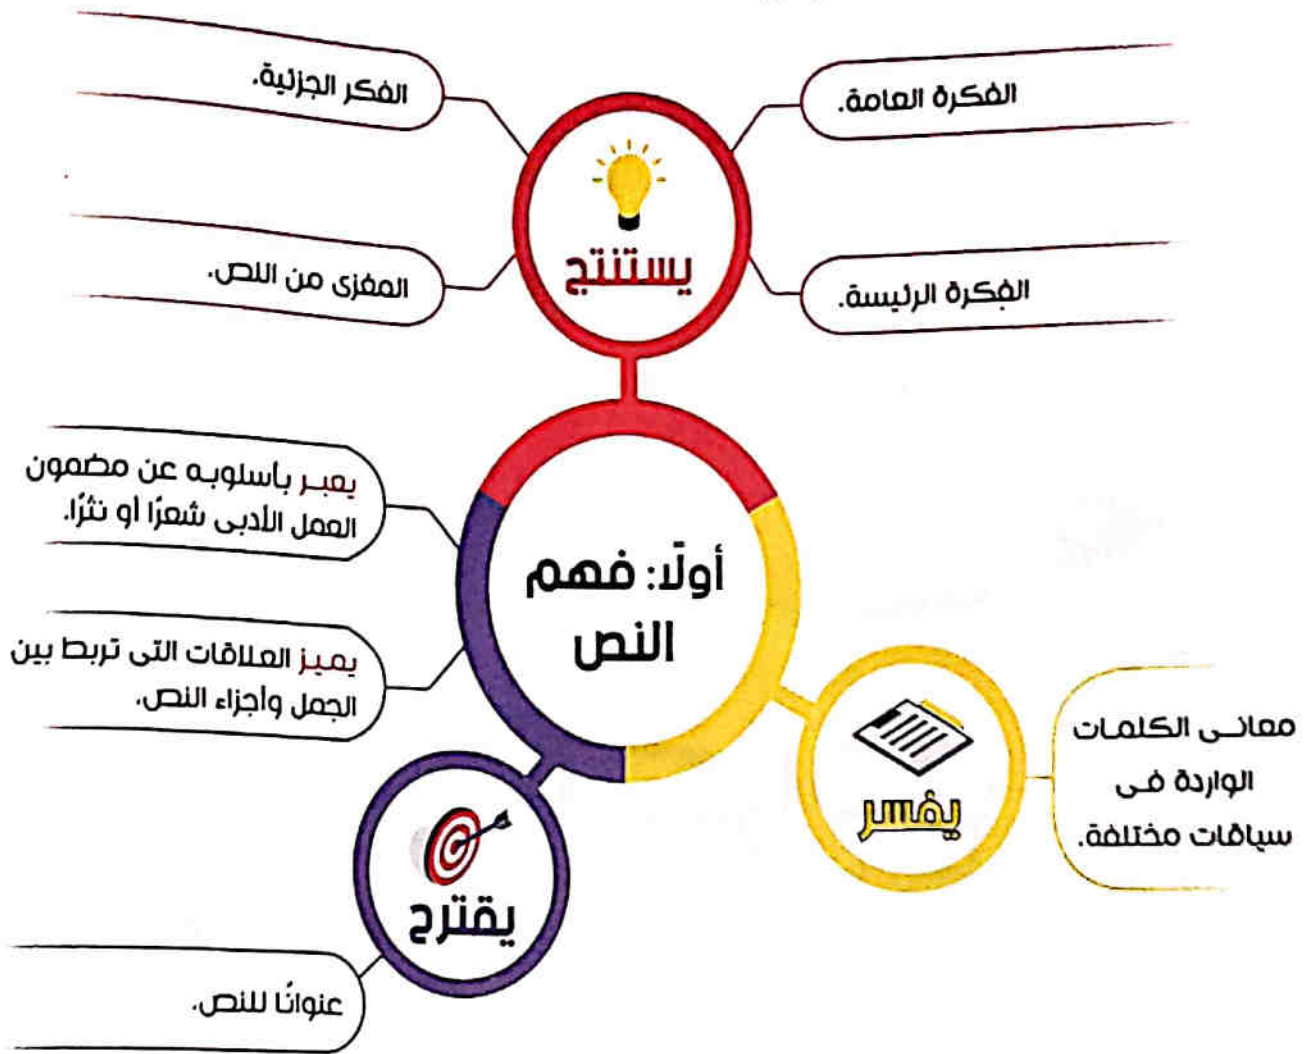 الفكرة العامة.
الفكر الجزئية.
يستنتج
الفكرة الرئيسة.
المغزى من النص.
يعبر بأسلوبه عن مضمون
العمل الأدبى شعرًا أو نثرًا.
أولًا: فهم
النص
يميز العلاقات التى تربط بين
الجمل وأجزاء النص.
معانى الكلمات
الواردة فى
سياقات مختلفة.
يفسر
يقترح
عنوانًا للنص.